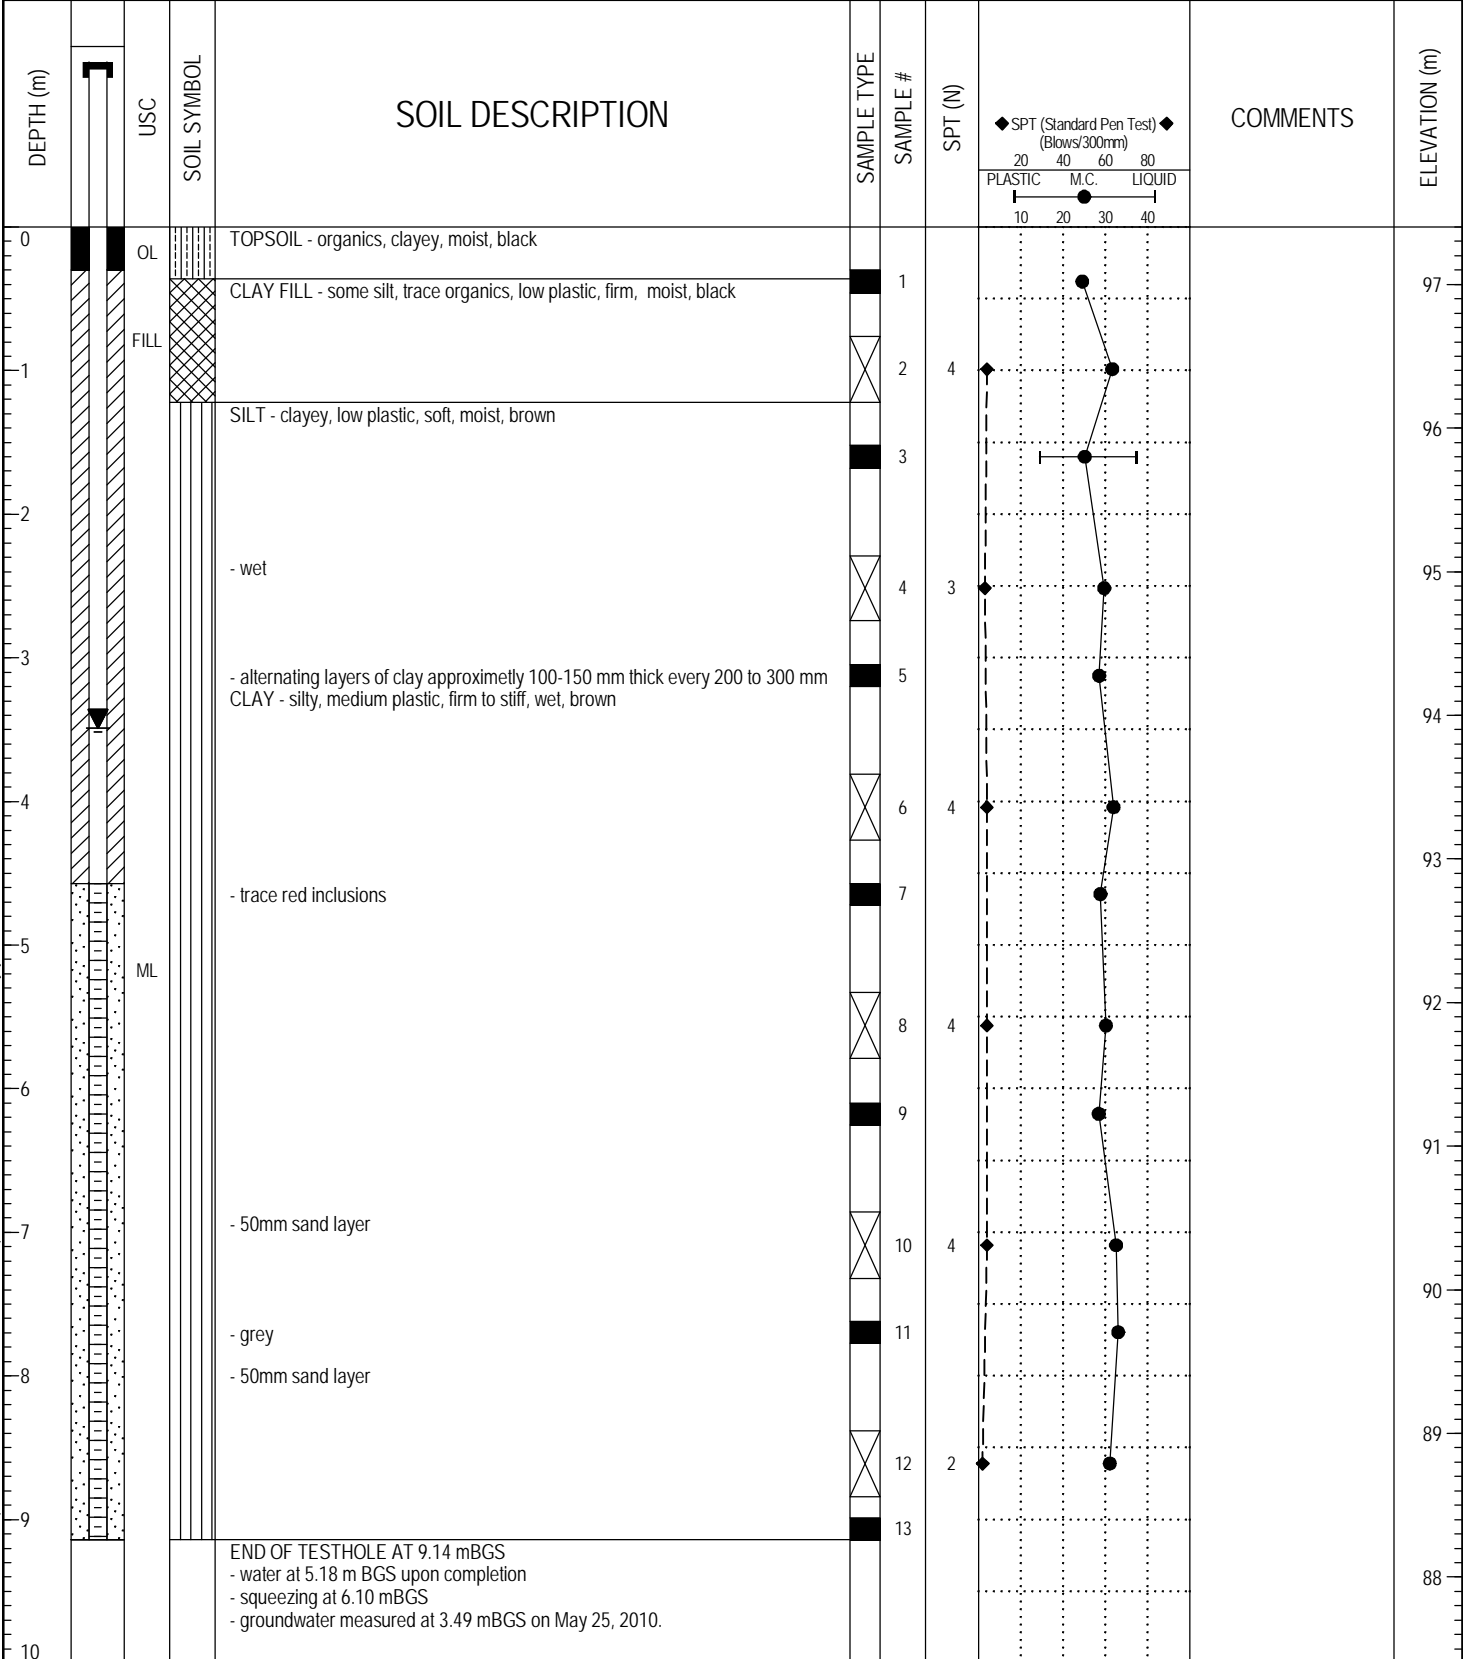 DEPTH (m)
USC
SOIL SYMBOL
SOIL DESCRIPTION
SAMPLE TYPE
SAMPLE #
SPT (N)
◆ SPT (Standard Pen Test) ◆
(Blows/300mm)
20 40 60 80
PLASTIC M.C. LIQUID
10 20 30 40
COMMENTS
ELEVATION (m)
0
OL
TOPSOIL - organics, clayey, moist, black
1
97
CLAY FILL - some silt, trace organics, low plastic, firm, moist, black
FILL
1
2
4
SILT - clayey, low plastic, soft, moist, brown
96
3
2
- wet
95
4
3
3
- alternating layers of clay approximetly 100-150 mm thick every 200 to 300 mm
5
CLAY - silty, medium plastic, firm to stiff, wet, brown
94
4
6
4
93
- trace red inclusions
7
5
ML
92
8
4
6
9
91
- 50mm sand layer
7
10
4
90
- grey
11
- 50mm sand layer
8
89
12
2
9
13
END OF TESTHOLE AT 9.14 mBGS
- water at 5.18 m BGS upon completion
88
- squeezing at 6.10 mBGS
- groundwater measured at 3.49 mBGS on May 25, 2010.
10